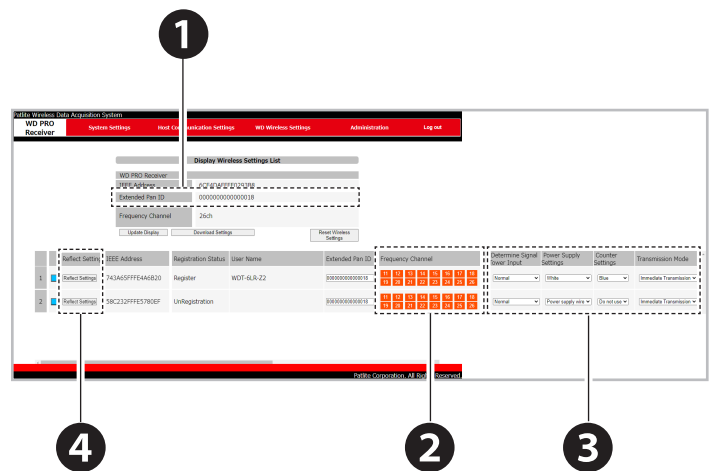 1
Patlite Wireless Data Acquisition System
WD PRO Receiver
System Settings
Host Communication Settings
WD Wireless Settings
Administration
Log out
Display Wireless Settings List
WD PRO Receiver
IEEE Address
Extended Pan ID 0000000000000018
Frequency Channel 26ch
Update Display
Download Settings
Reset Wireless Settings
Reflect Settin IEEE Address Registration Status User Name Extended Pan ID Frequency Channel Determine Signal Tower Input Power Supply Settings Counter Settings Transmission Mode
1 Reflect Settings 743A65FFFE4A6B20 Register WDT-6LR-Z2 0000000000000018 11 12 13 14 15 16 17 18 Normal White Blue Immediate Transmission
19 20 21 22 23 24 25 26
2 Reflect Settings 58C232FFFE5780EF UnRegistration 0000000000000018 11 12 13 14 15 16 17 18 Normal Power supply wire Do not use Immediate Transmission
19 20 21 22 23 24 25 26
Patlite Corporation. All Rights Reserved.
4
2
3